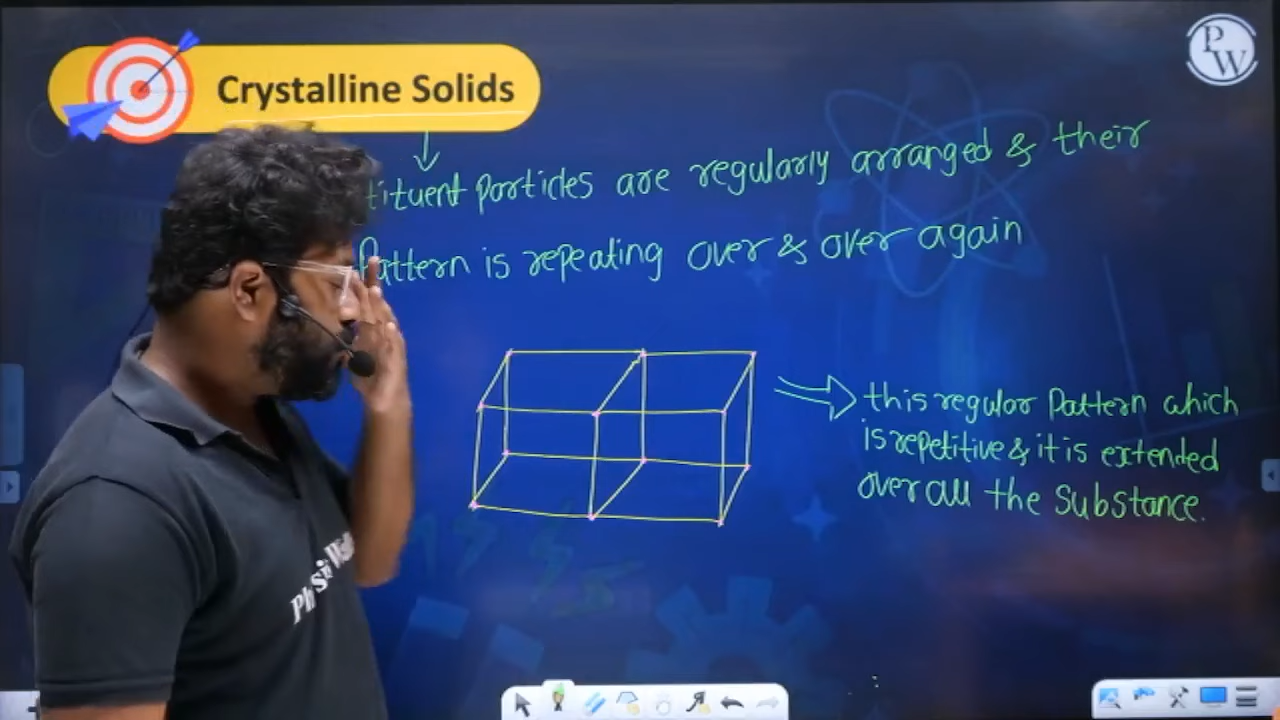 PW
Crystalline Solids
tituent particles are regularly arranged & their
Pattern is repeating over & over again
this regular Pattern which
is repetitive & it is extended
over all the Substance.